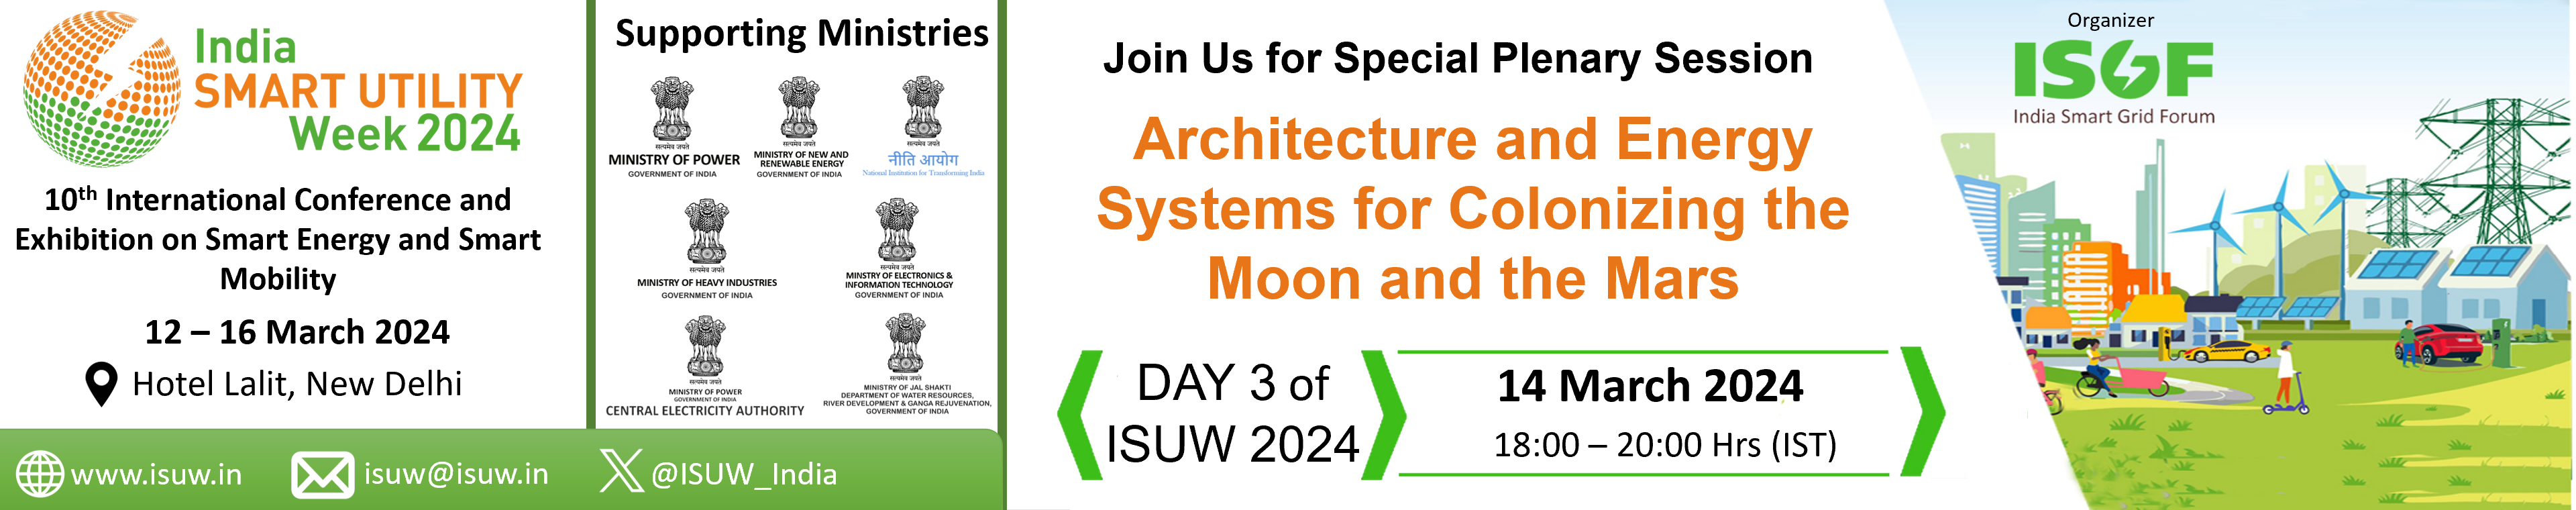 India
SMART UTILITY
Week 2024
10th International Conference and
Exhibition on Smart Energy and Smart
Mobility
12 – 16 March 2024
Hotel Lalit, New Delhi
Supporting Ministries
सत्यमेव जयते
MINISTRY OF POWER
GOVERNMENT OF INDIA
सत्यमेव जयते
MINISTRY OF NEW AND
RENEWABLE ENERGY
GOVERNMENT OF INDIA
सत्यमेव जयते
नीति आयोग
National Institution for Transforming India
सत्यमेव जयते
MINISTRY OF HEAVY INDUSTRIES
GOVERNMENT OF INDIA
सत्यमेव जयते
MINSTRY OF ELECTRONICS &
INFORMATION TECHNOLOGY
GOVERNMENT OF INDIA
सत्यमेव जयते
MINISTRY OF POWER
GOVERNMENT OF INDIA
CENTRAL ELECTRICITY AUTHORITY
सत्यमेव जयते
MINISTRY OF JAL SHAKTI
DEPARTMENT OF WATER RESOURCES,
RIVER DEVELOPMENT & GANGA REJUVENATION,
GOVERNMENT OF INDIA
www.isuw.in
isuw@isuw.in
@ISUW_India
Join Us for Special Plenary Session
Architecture and Energy
Systems for Colonizing the
Moon and the Mars
DAY 3 of
ISUW 2024
14 March 2024
18:00 – 20:00 Hrs (IST)
Organizer
ISGF
India Smart Grid Forum